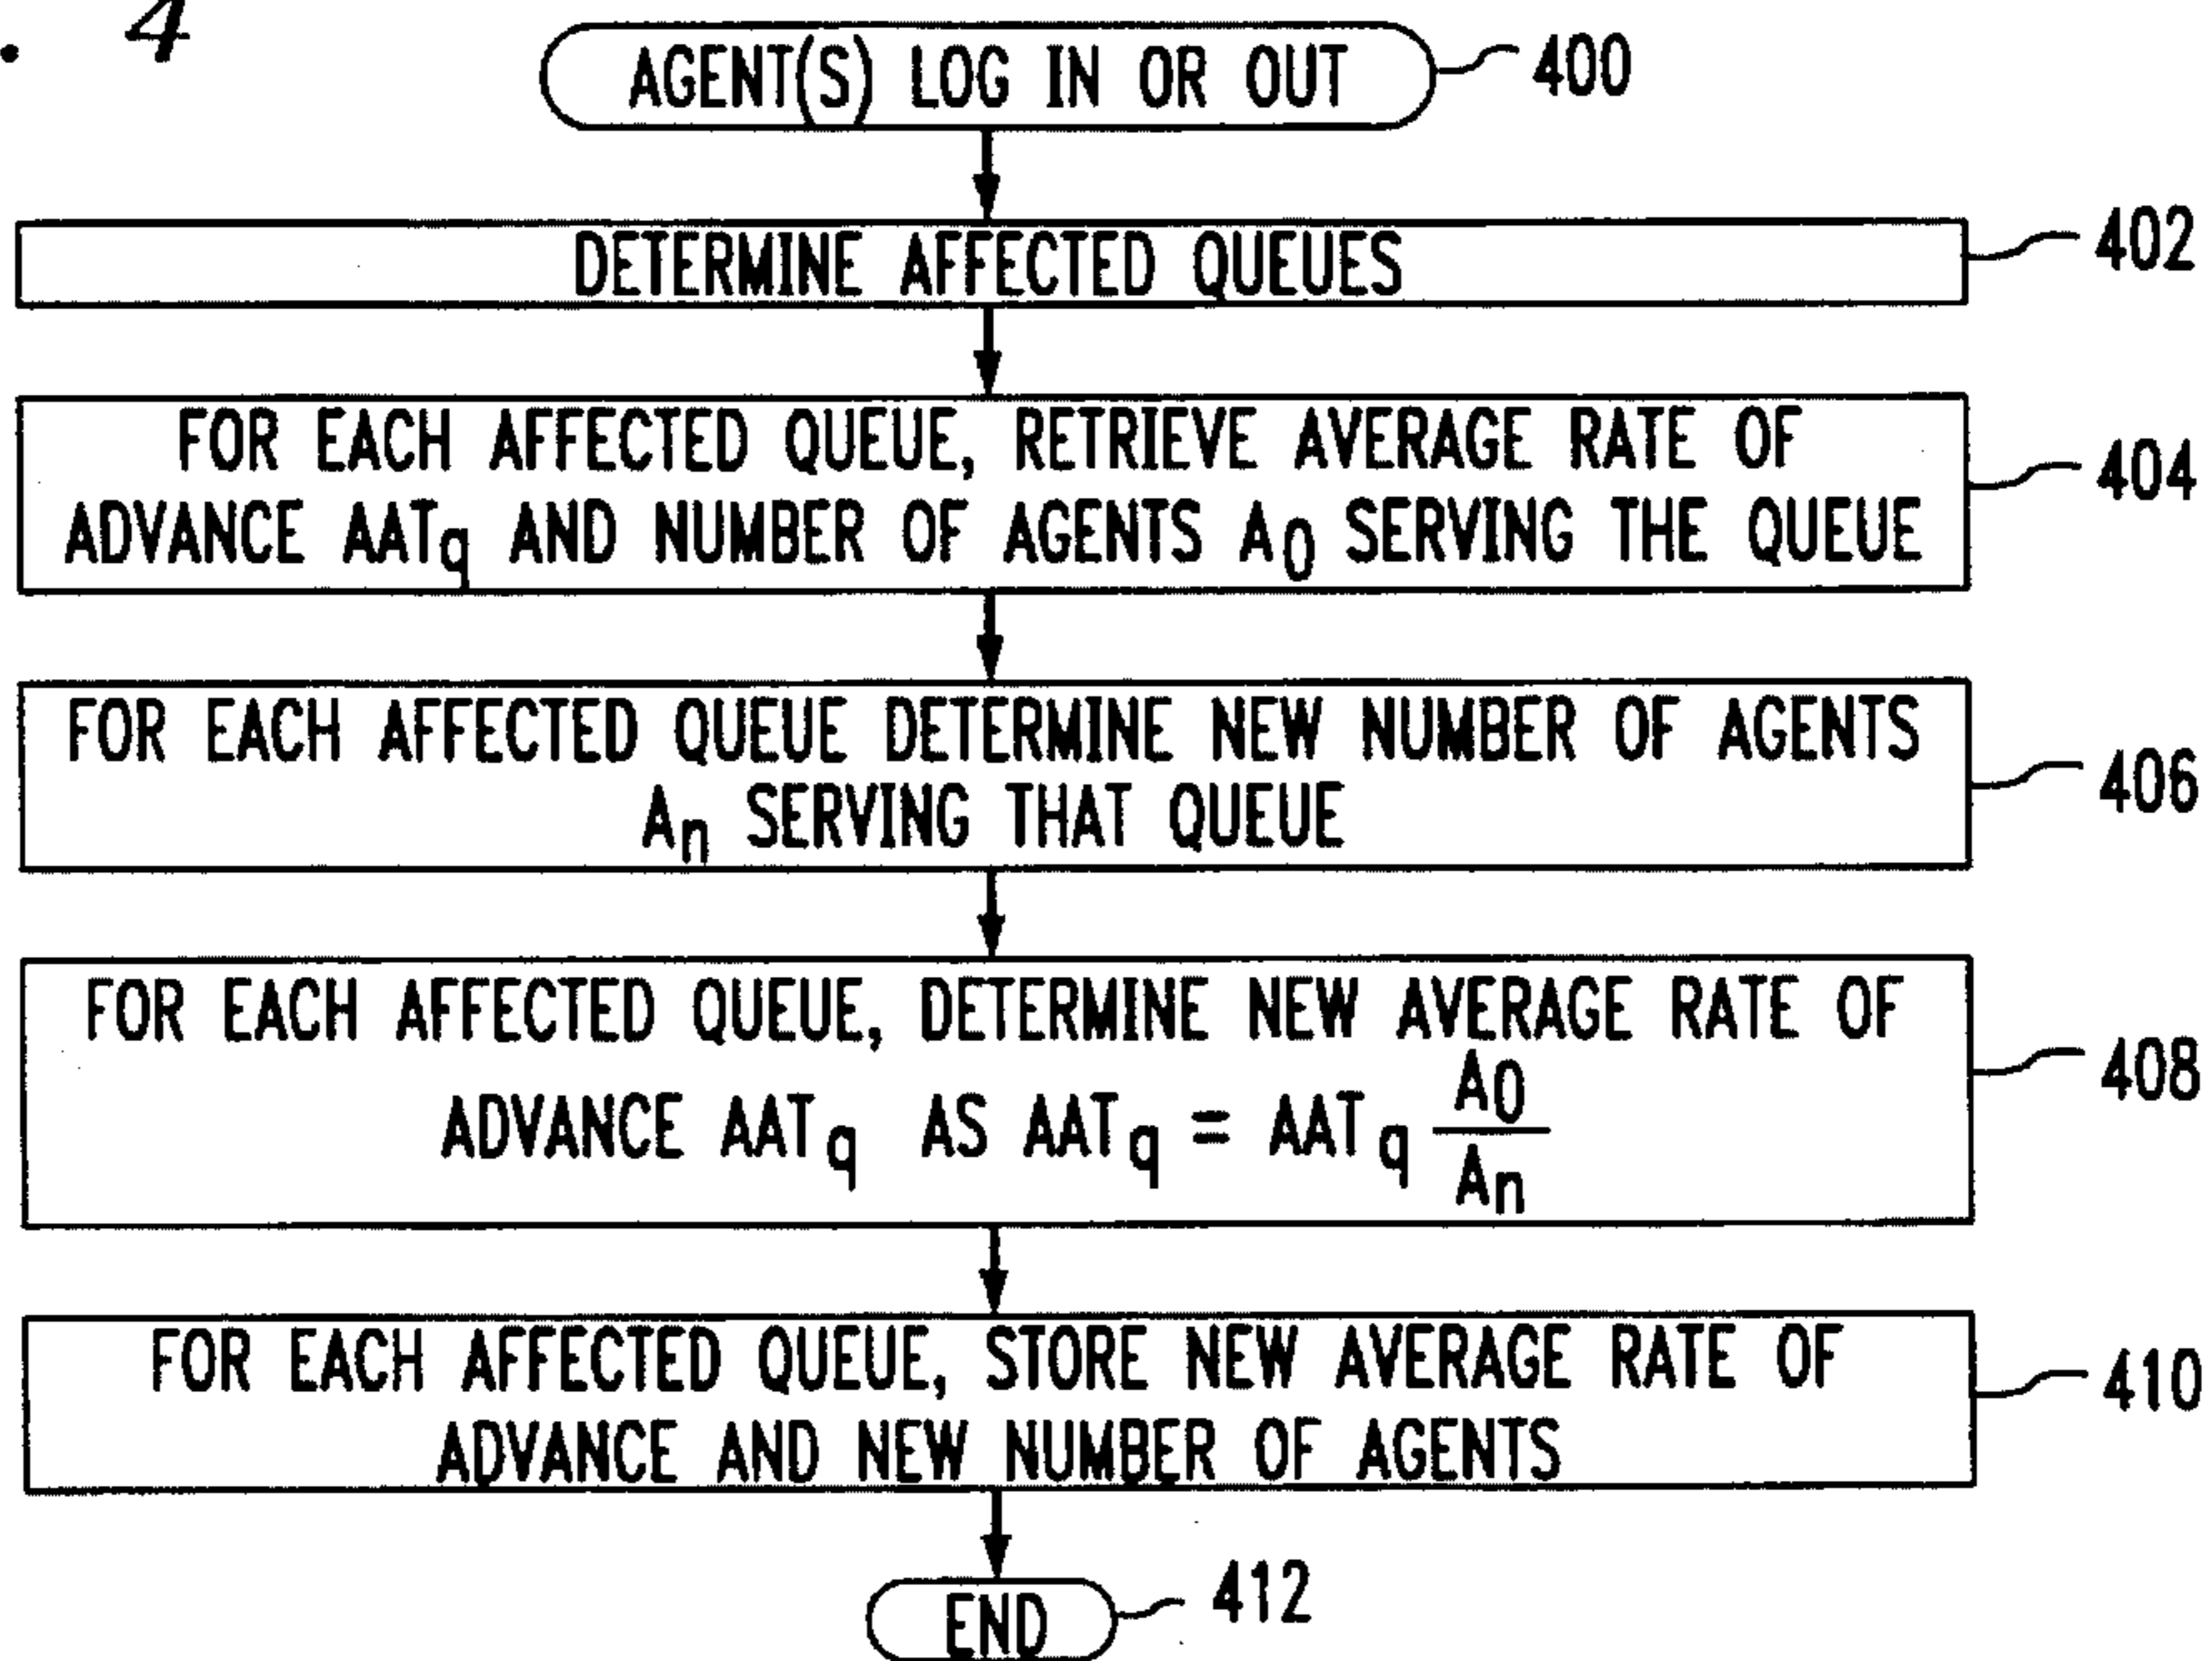 . 4
AGENT(S) LOG IN OR OUT
400
DETERMINE AFFECTED QUEUES
402
FOR EACH AFFECTED QUEUE, RETRIEVE AVERAGE RATE OF
ADVANCE AATq AND NUMBER OF AGENTS A0 SERVING THE QUEUE
404
FOR EACH AFFECTED QUEUE DETERMINE NEW NUMBER OF AGENTS
An SERVING THAT QUEUE
406
FOR EACH AFFECTED QUEUE, DETERMINE NEW AVERAGE RATE OF
ADVANCE AATq AS AATq = AATq A0/An
408
FOR EACH AFFECTED QUEUE, STORE NEW AVERAGE RATE OF
ADVANCE AND NEW NUMBER OF AGENTS
410
END
412